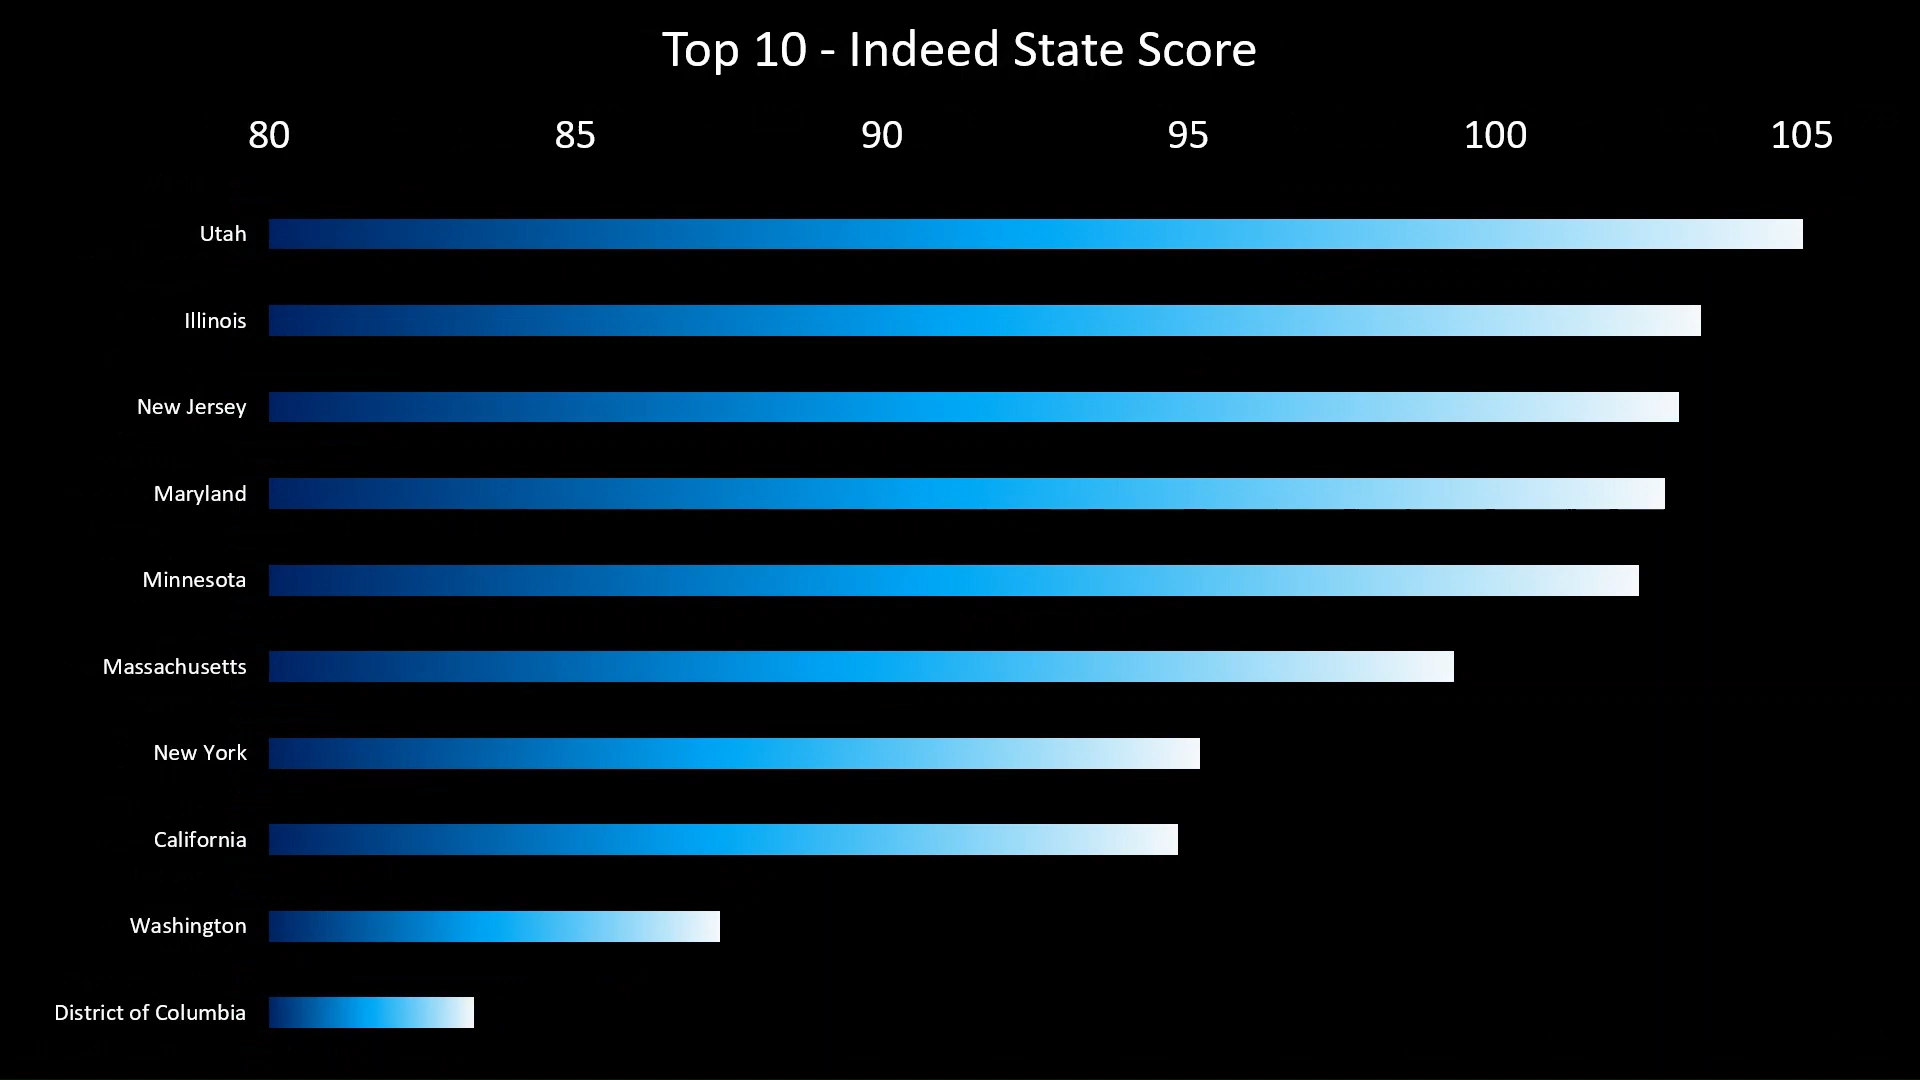 Top 10 - Indeed State Score
80 85 90 95 100 105
Utah
Illinois
New Jersey
Maryland
Minnesota
Massachusetts
New York
California
Washington
District of Columbia